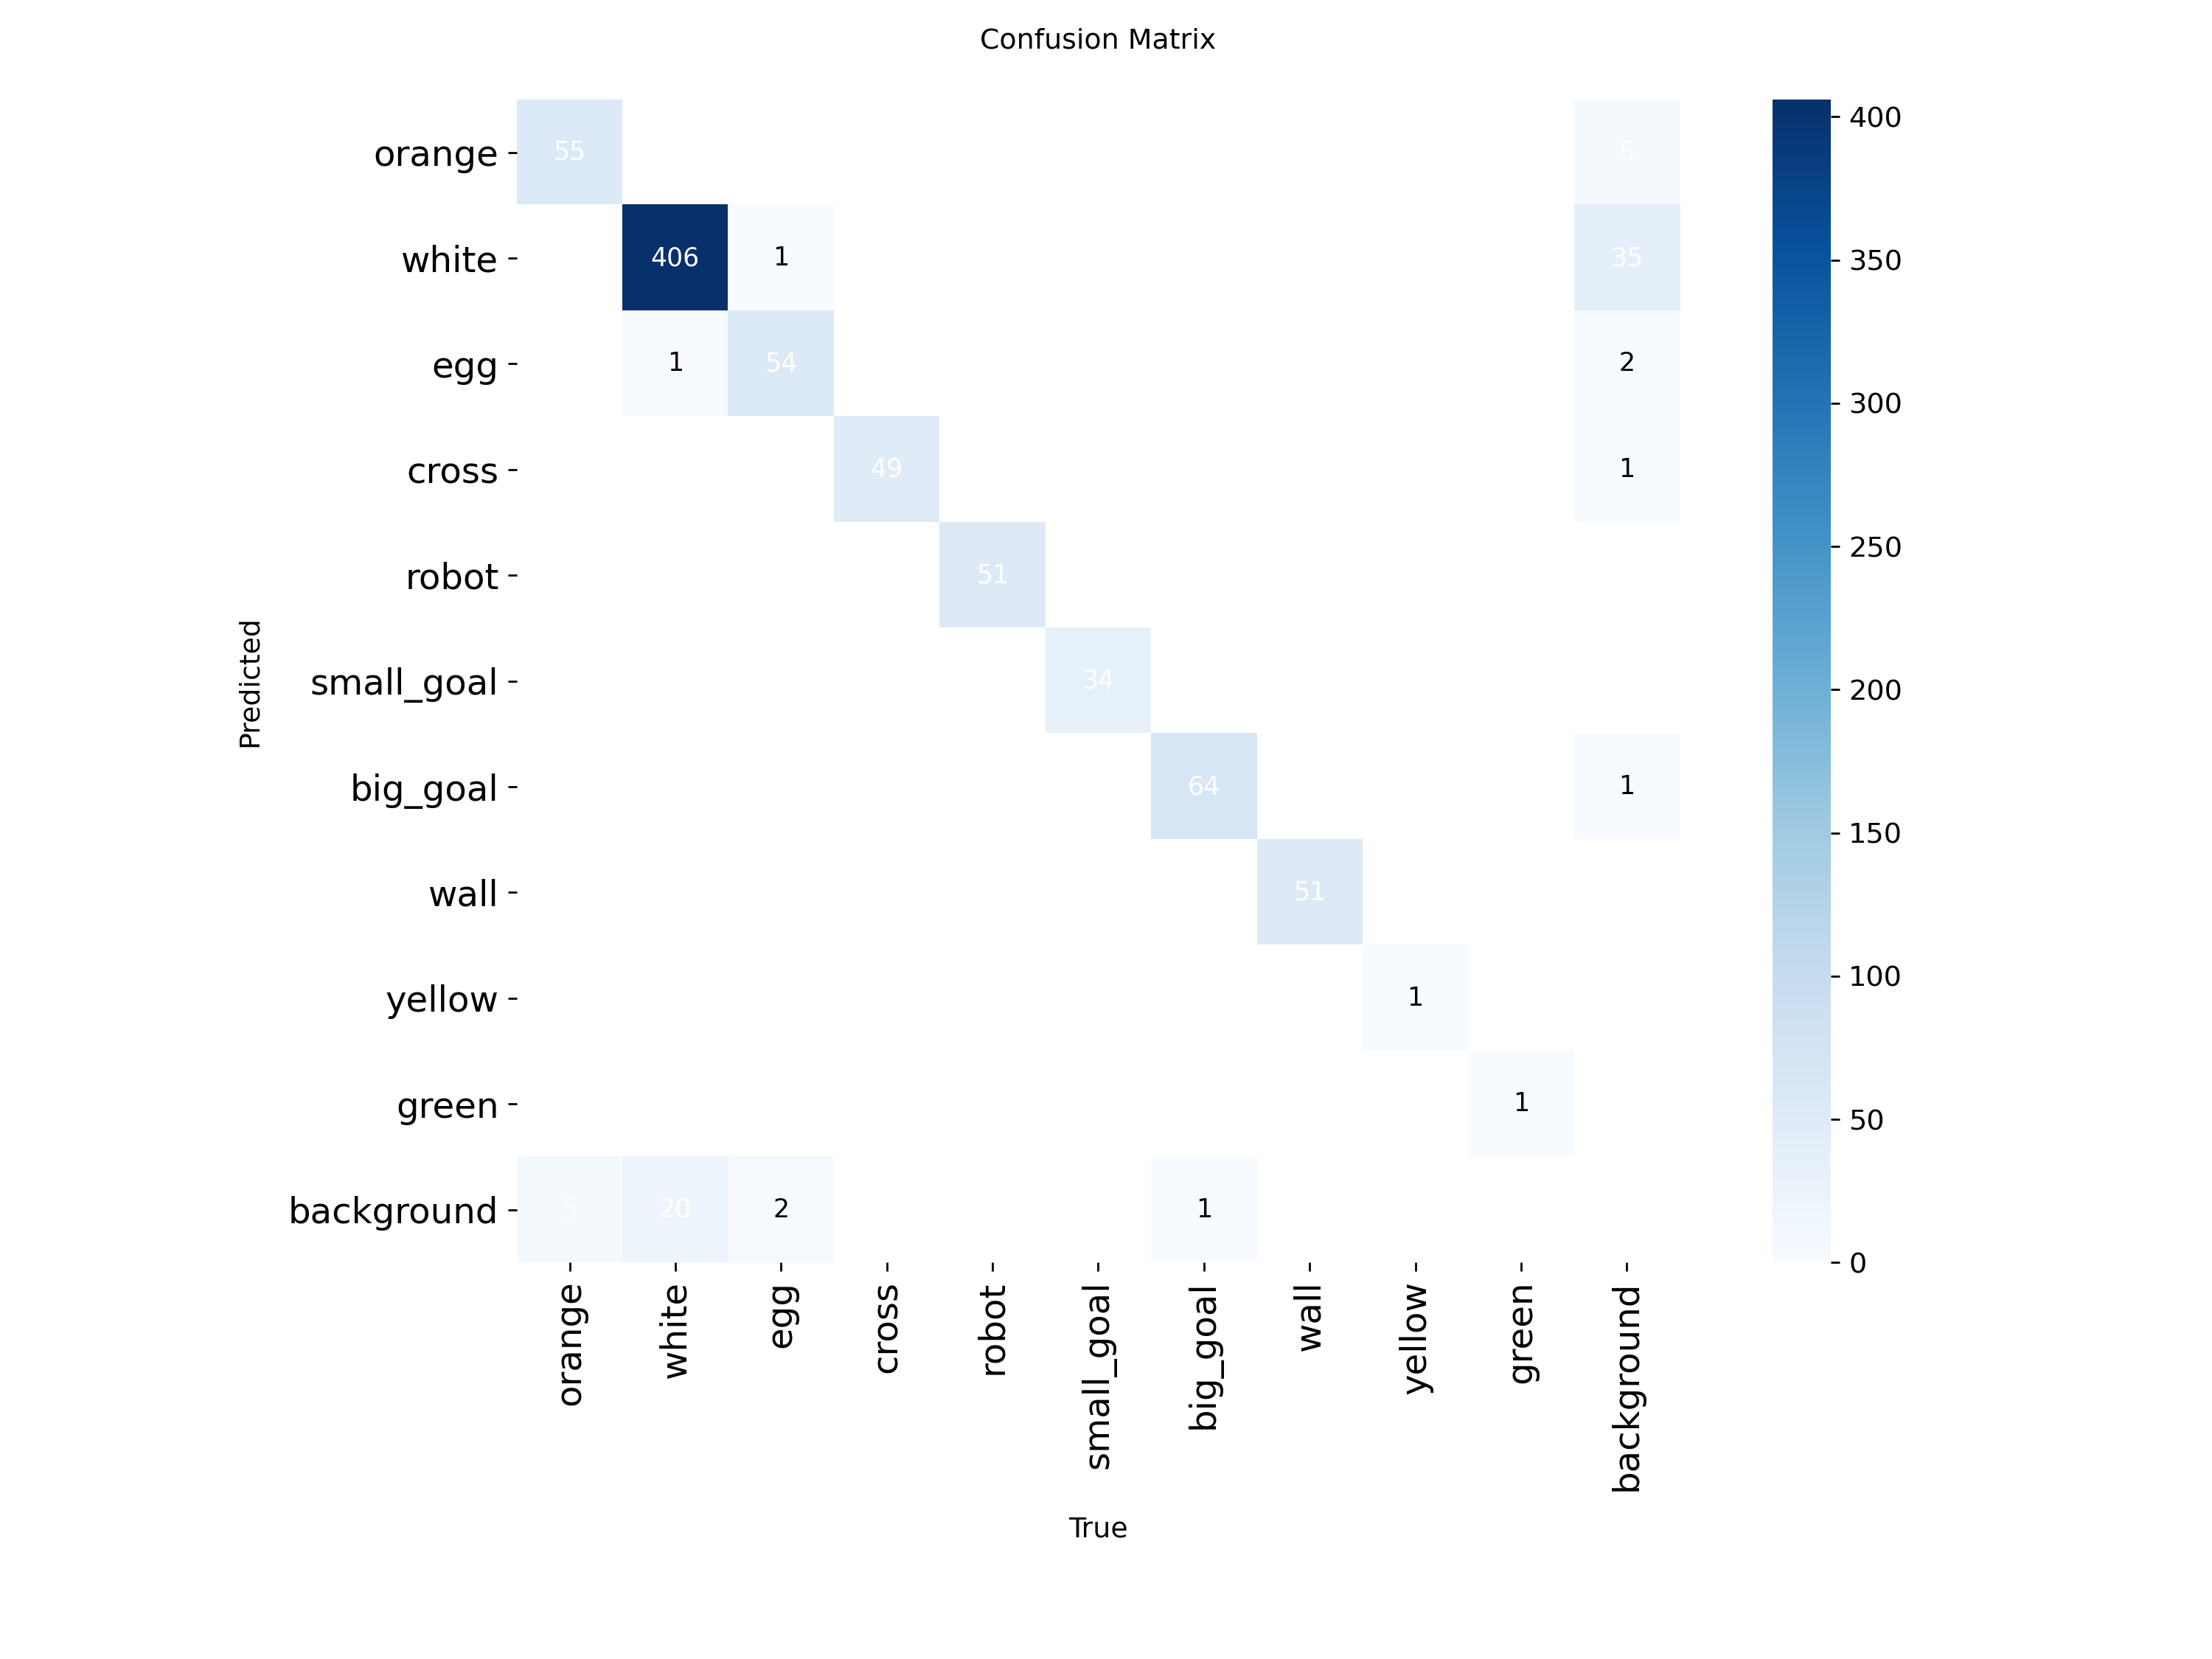 Confusion Matrix
orange 55 5
white 406 1 35
egg 1 54 2
cross 49 1
robot 51
small_goal 34
big_goal 64 1
wall 51
yellow 1
green 1
background 5 20 2 1
orange white egg cross robot small_goal big_goal wall yellow green background
True
Predicted
400
350
300
250
200
150
100
50
0